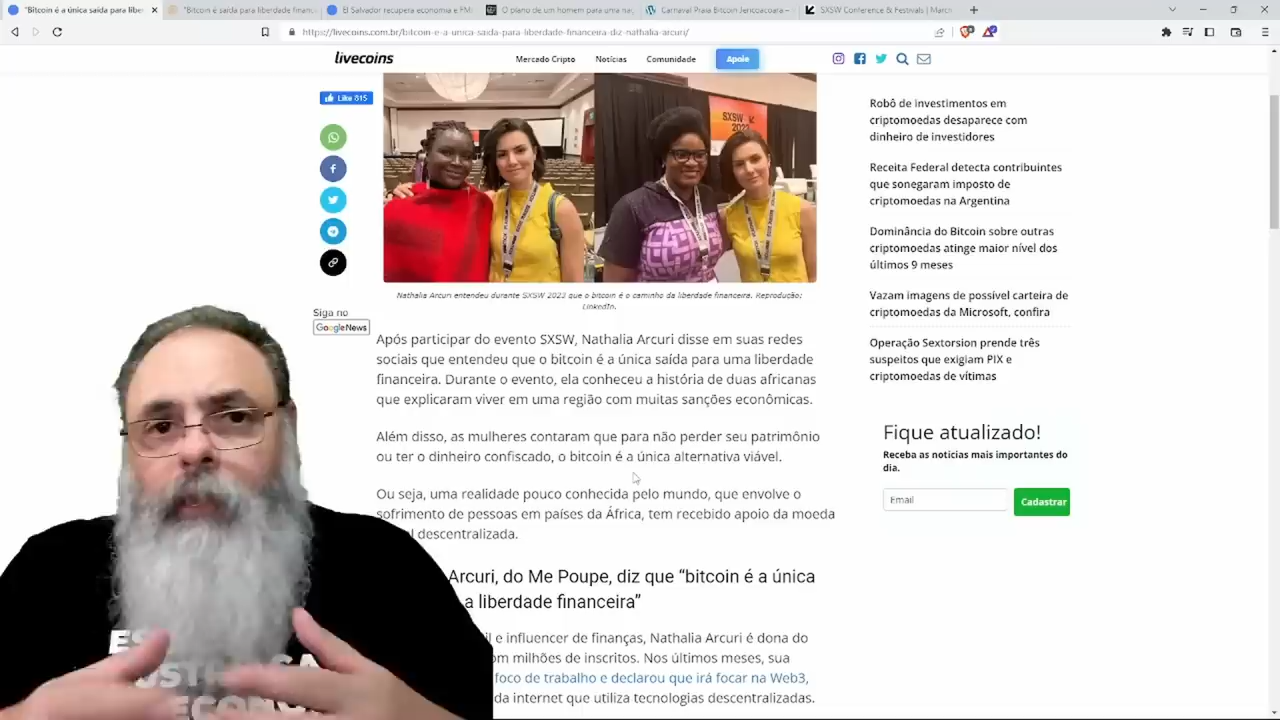 "Bitcoin é a única saída para libe
"Bitcoin é saída para liberdade financ
El Salvador recupera economia e FM
O plano de um homem para uma na
Carnaval Praia Bitcoin Jericoacoara –
SXSW Conference & Festivals | March
https://livecoins.com.br/bitcoin-e-a-unica-saida-para-liberdade-financeira-diz-nathalia-arcuri/
livecoins
Mercado Cripto
Notícias
Comunidade
Apoie
Like 815
SXSW
2023
Nathalia Arcuri entendeu durante SXSW 2023 que o bitcoin é o caminho da liberdade financeira. Reprodução:
LinkedIn.
Siga no
Google News
Após participar do evento SXSW, Nathalia Arcuri disse em suas redes
sociais que entendeu que o bitcoin é a única saída para uma liberdade
financeira. Durante o evento, ela conheceu a história de duas africanas
que explicaram viver em uma região com muitas sanções econômicas.
Além disso, as mulheres contaram que para não perder seu patrimônio
ou ter o dinheiro confiscado, o bitcoin é a única alternativa viável.
Ou seja, uma realidade pouco conhecida pelo mundo, que envolve o
sofrimento de pessoas em países da África, tem recebido apoio da moeda
l descentralizada.
Arcuri, do Me Poupe, diz que “bitcoin é a única
a liberdade financeira”
il e influencer de finanças, Nathalia Arcuri é dona do
om milhões de inscritos. Nos últimos meses, sua
foco de trabalho e declarou que irá focar na Web3,
da internet que utiliza tecnologias descentralizadas.
Robô de investimentos em
criptomoedas desaparece com
dinheiro de investidores
Receita Federal detecta contribuintes
que sonegaram imposto de
criptomoedas na Argentina
Dominância do Bitcoin sobre outras
criptomoedas atinge maior nível dos
últimos 9 meses
Vazam imagens de possível carteira de
criptomoedas da Microsoft, confira
Operação Sextorsion prende três
suspeitos que exigiam PIX e
criptomoedas de vítimas
Fique atualizado!
Receba as noticias mais importantes do
dia.
Email
Cadastrar